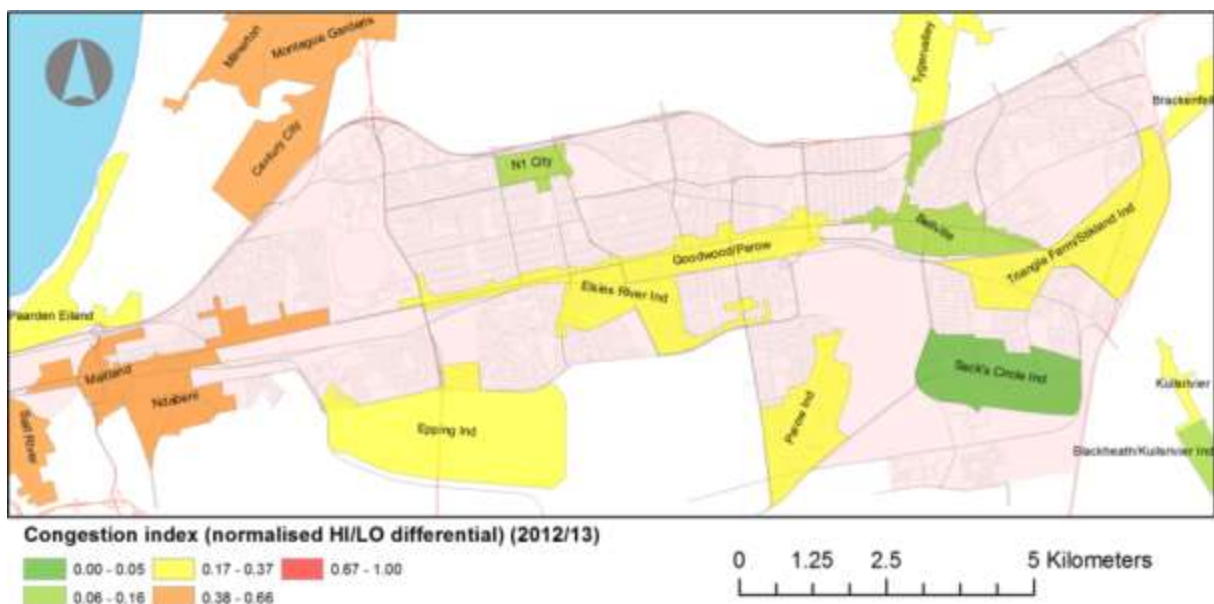 Milnerton
Montague Gardens
Tygervalley
Brackenfell
Century City
N1 City
Bellville
Goodwood/Parow
Triangle Farm/Stikland Ind
Elsies River Ind
Paarden Eiland
Maitland
Sack's Circle Ind
Kuilsrivier
Ndabeni
Salt River
Epping Ind
Parow Ind
Blackheath/Kuilsrivier Ind
Congestion index (normalised HI/LO differential) (2012/13)
0.00 - 0.05 0.17 - 0.37 0.67 - 1.00
0.06 - 0.16 0.38 - 0.66
0 1.25 2.5 5 Kilometers